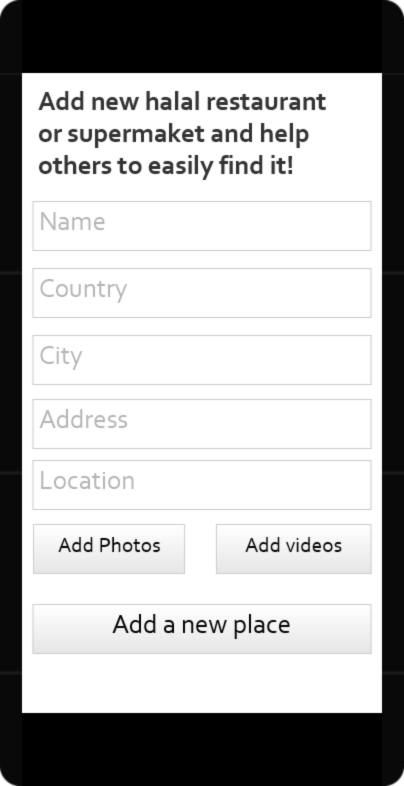 Add new halal restaurant
or supermaket and help
others to easily find it!
Name
Country
City
Address
Location
Add Photos
Add videos
Add a new place